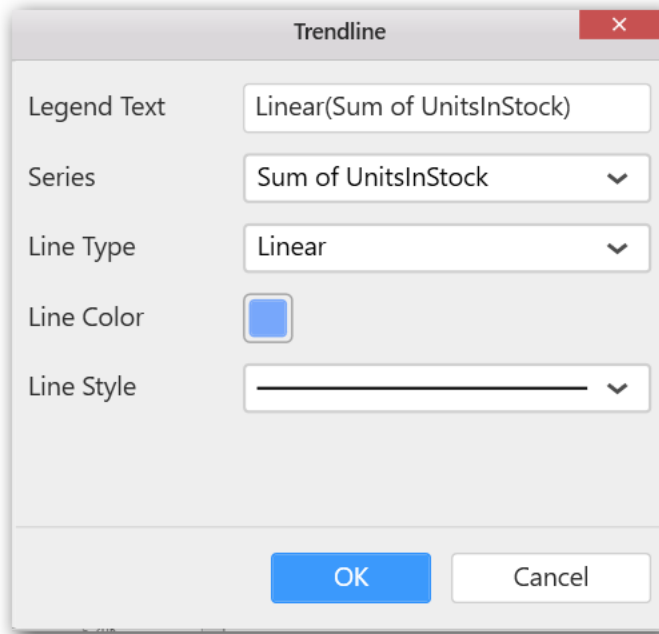 Trendline
Legend Text
Linear(Sum of UnitsInStock)
Series
Sum of UnitsInStock
Line Type
Linear
Line Color
Line Style
OK
Cancel